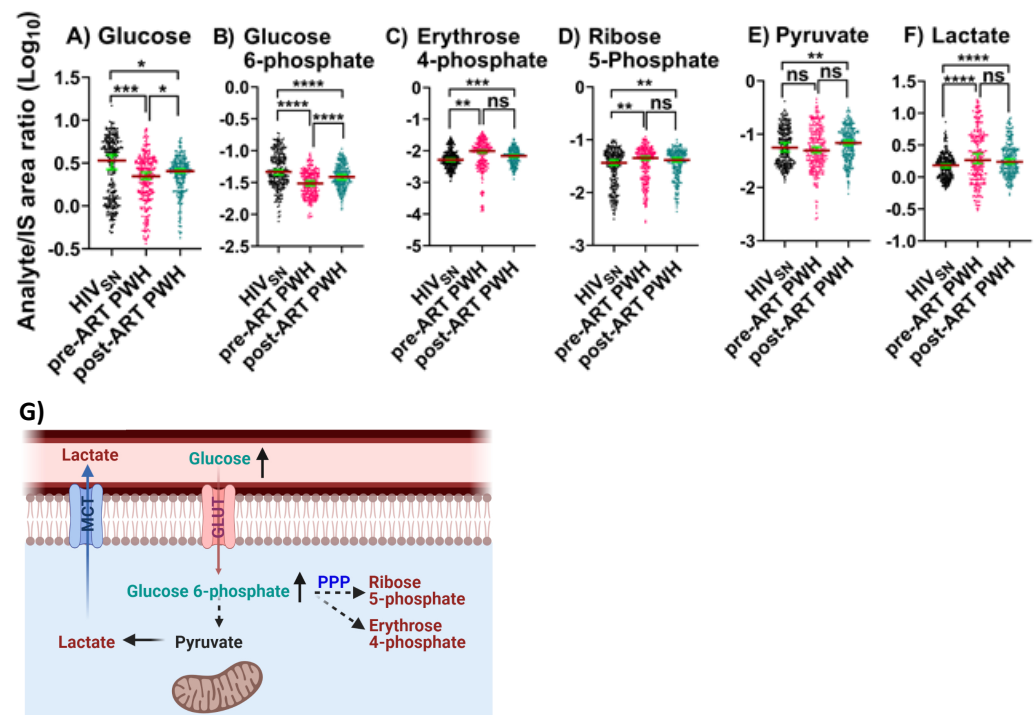 Analyte/IS area ratio (Log10)
A) Glucose
*
*** *
1.5
1.0
0.5
0.0
-0.5
HIVSN
pre-ART PWH
post-ART PWH
B) Glucose
6-phosphate
****
****
****
-0.5
-1.0
-1.5
-2.0
-2.5
HIVSN
pre-ART PWH
post-ART PWH
C) Erythrose
4-phosphate
***
** ns
0
-1
-2
-3
-4
-5
HIVSN
pre-ART PWH
post-ART PWH
D) Ribose
5-Phosphate
**
** ns
0
-1
-2
-3
HIVSN
pre-ART PWH
post-ART PWH
E) Pyruvate
**
ns ns
0
-1
-2
-3
HIVSN
pre-ART PWH
post-ART PWH
F) Lactate
****
**** ns
1.5
1.0
0.5
0.0
-0.5
-1.0
HIVSN
pre-ART PWH
post-ART PWH
G)
Lactate Glucose
MCT GLUT
Glucose 6-phosphate PPP Ribose
5-phosphate
Erythrose
4-phosphate
Lactate Pyruvate